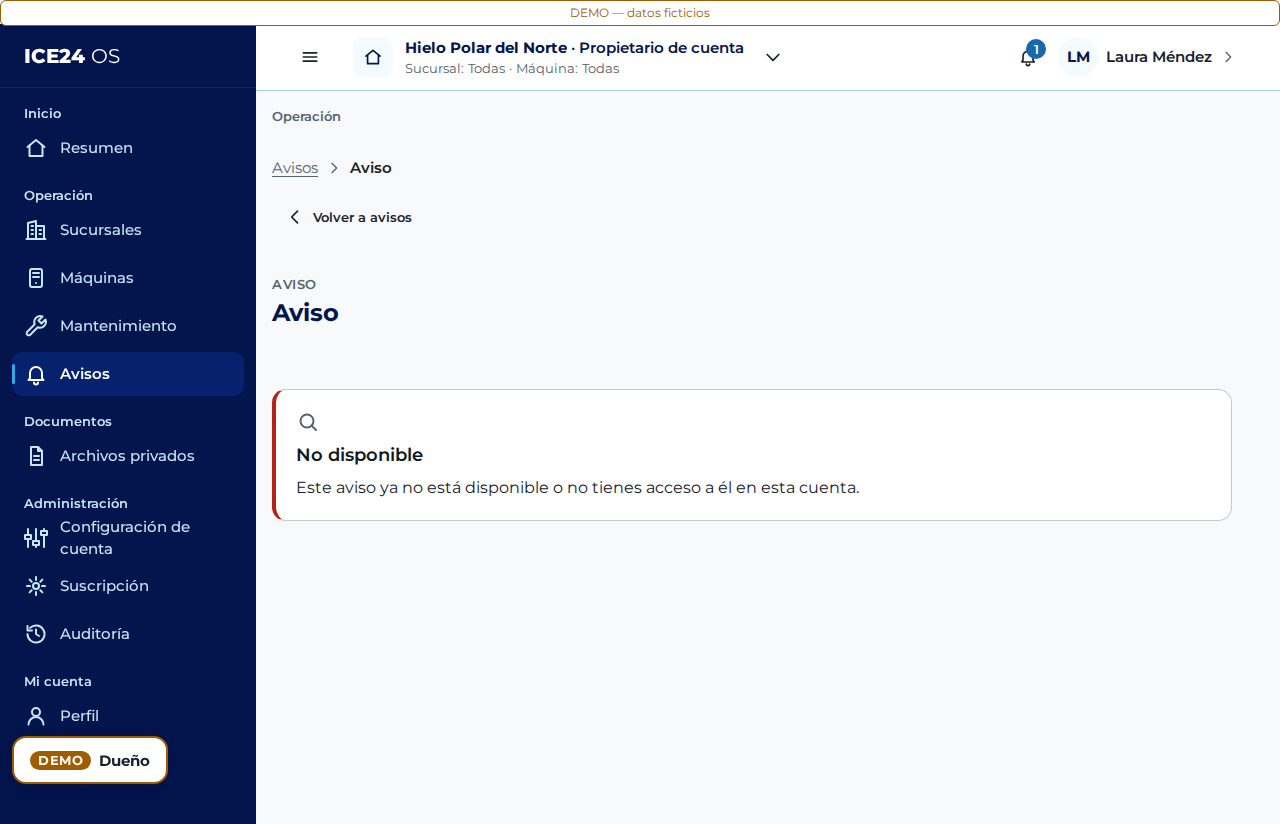 DEMO — datos ficticios
ICE24 OS
Inicio
Resumen
Operación
Sucursales
Máquinas
Mantenimiento
Avisos
Documentos
Archivos privados
Administración
Configuración de
cuenta
Suscripción
Auditoría
Mi cuenta
Perfil
DEMO Dueño
Hielo Polar del Norte · Propietario de cuenta
Sucursal: Todas · Máquina: Todas
1
LM Laura Méndez
Operación
Avisos Aviso
Volver a avisos
AVISO
Aviso
No disponible
Este aviso ya no está disponible o no tienes acceso a él en esta cuenta.